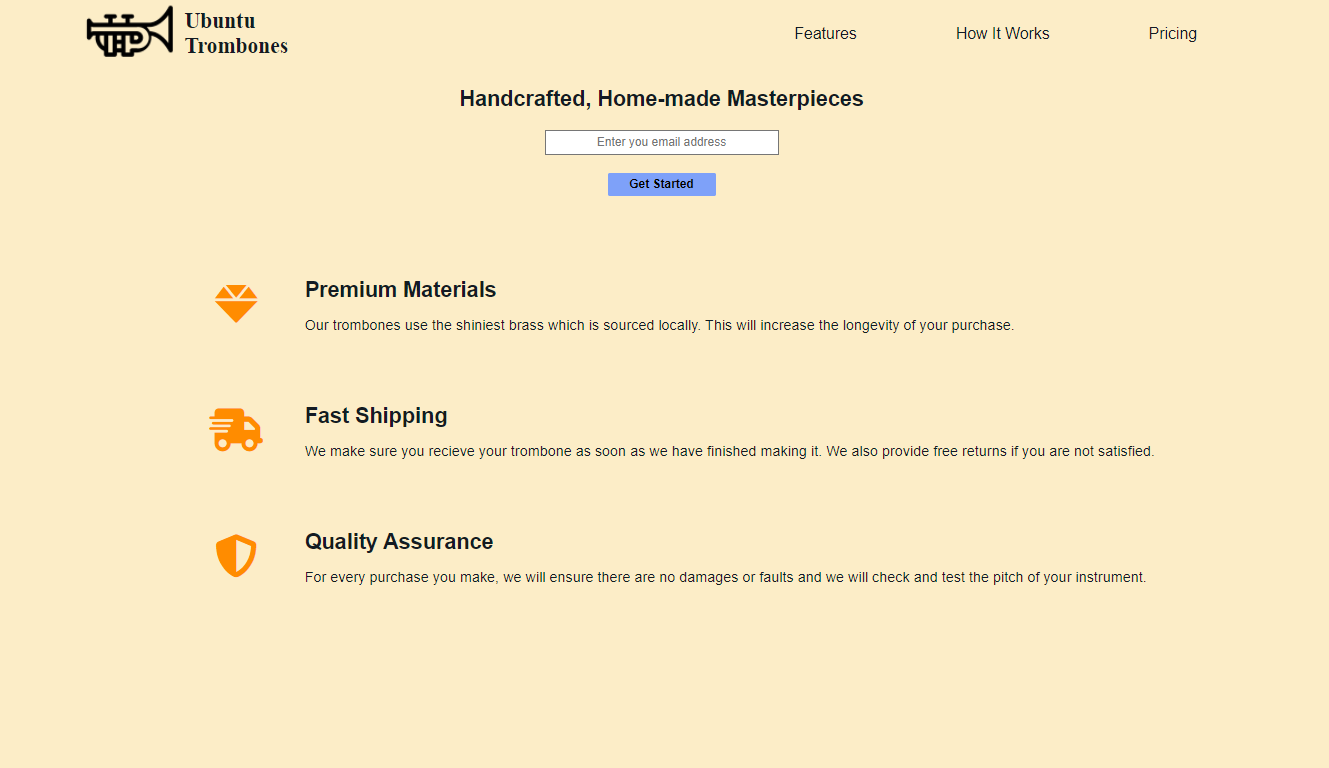 Ubuntu
Trombones
Features
How It Works
Pricing
Handcrafted, Home-made Masterpieces
Enter you email address
Get Started
Premium Materials
Our trombones use the shiniest brass which is sourced locally. This will increase the longevity of your purchase.
Fast Shipping
We make sure you recieve your trombone as soon as we have finished making it. We also provide free returns if you are not satisfied.
Quality Assurance
For every purchase you make, we will ensure there are no damages or faults and we will check and test the pitch of your instrument.